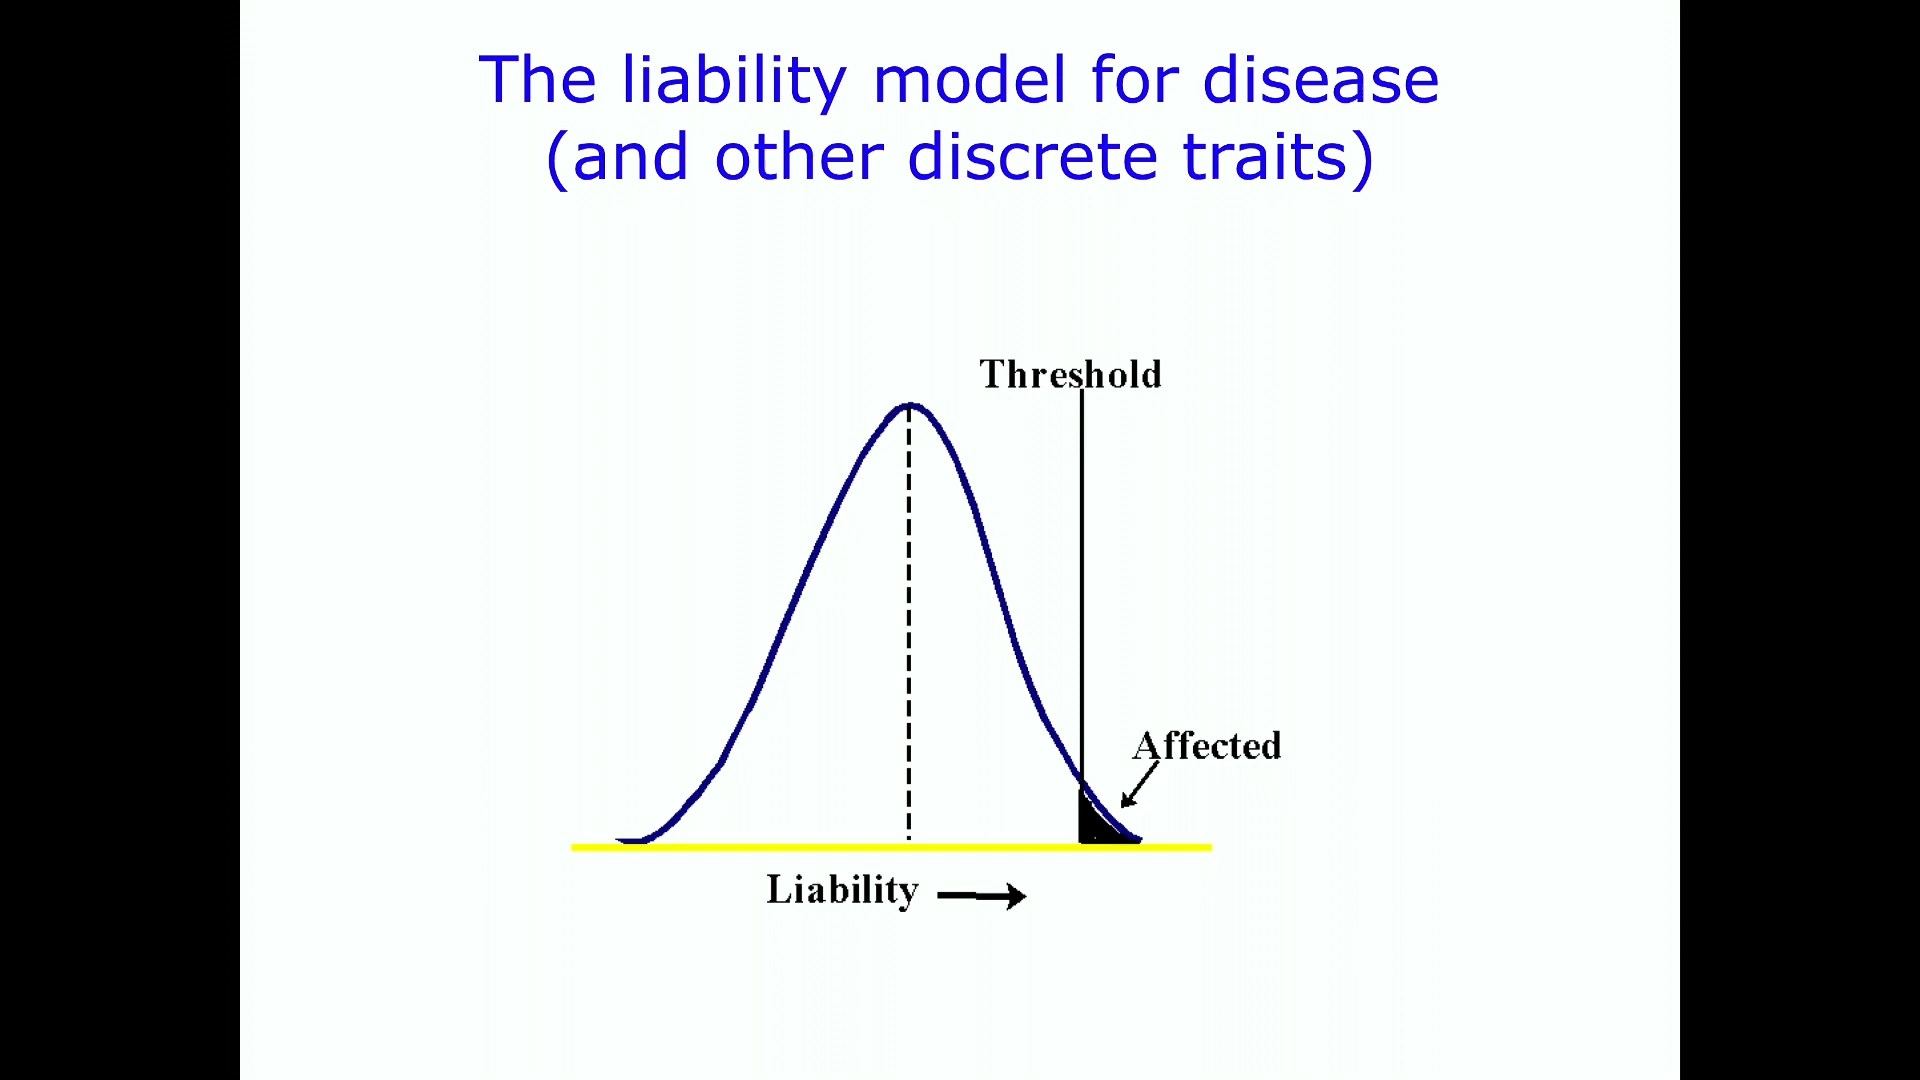 The liability model for disease
(and other discrete traits)
Threshold
Affected
Liability